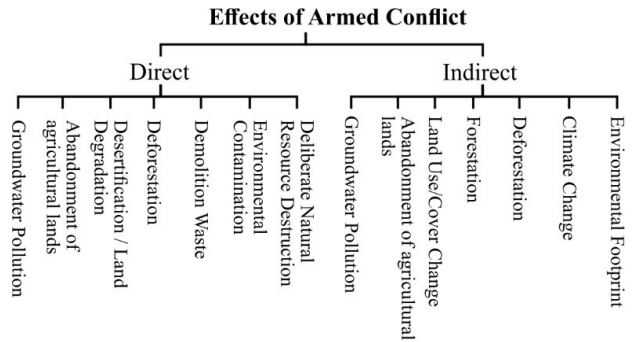 Effects of Armed Conflict
Direct
Indirect
Groundwater Pollution
Abandonment of
agricultural lands
Desertification / Land
Degradation
Deforestation
Demolition Waste
Environmental
Contamination
Deliberate Natural
Resource Destruction
Groundwater Pollution
Abandonment of agricultural
lands
Land Use/Cover Change
Forestation
Deforestation
Climate Change
Environmental Footprint